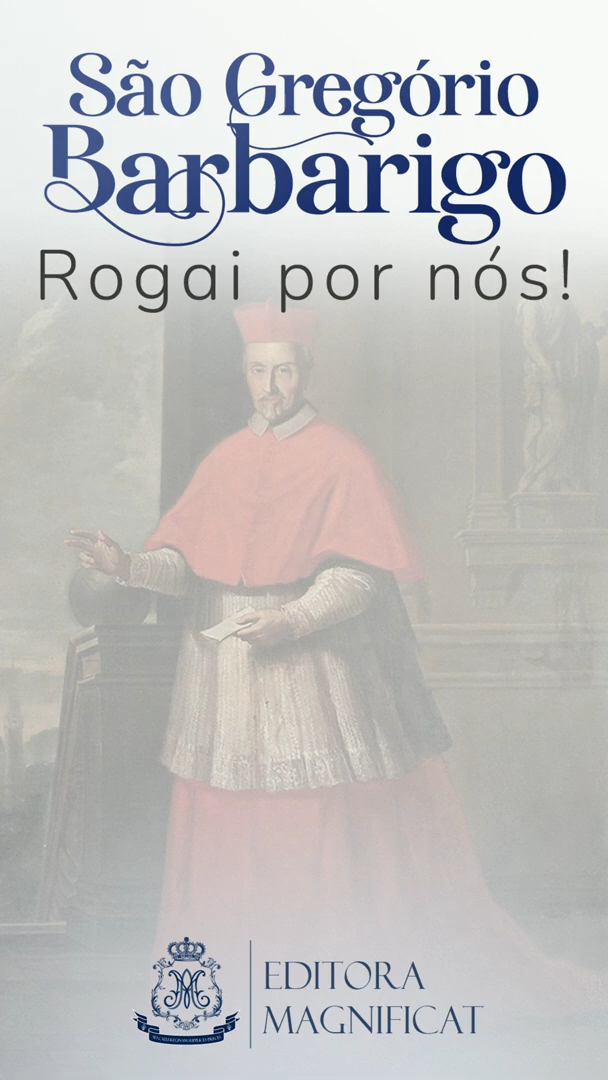 São Gregório
Barbarigo
Rogai por nós!
EDITORA
MAGNIFICAT